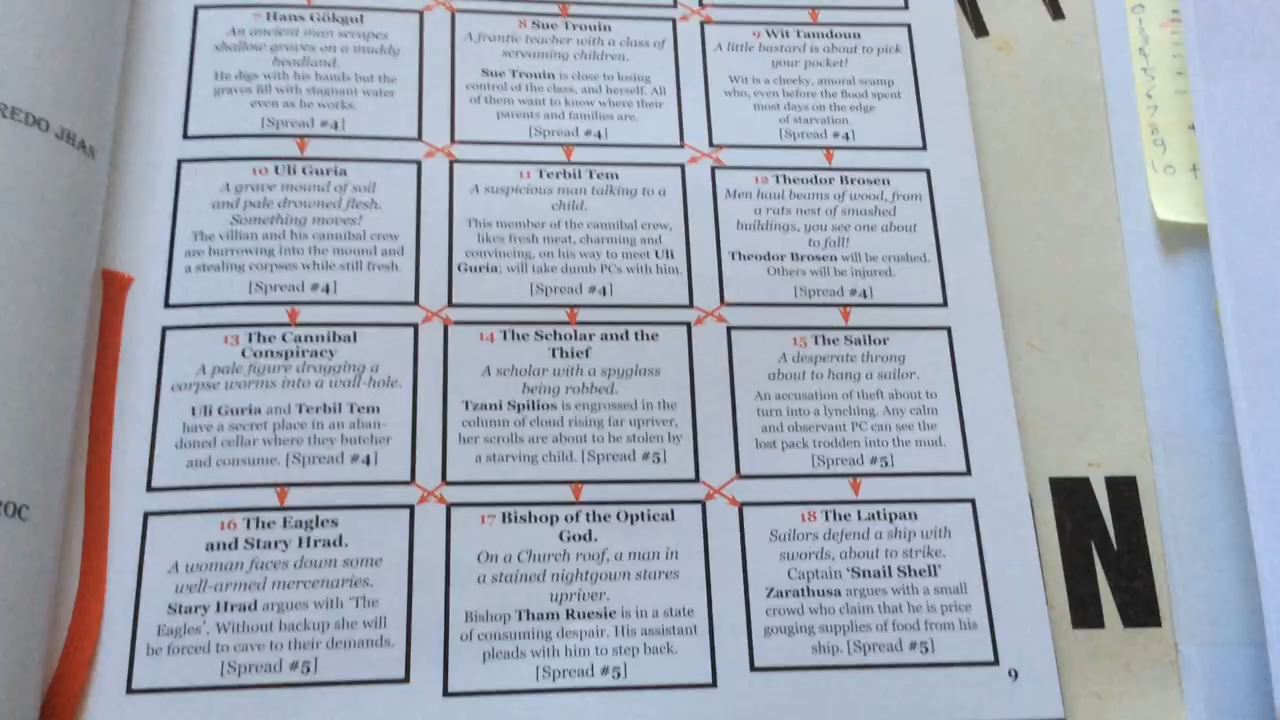 REDO JHAN
OC
7 Hans Gökgul
An ancient man scrapes
shallow graves on a muddy
headland.
He digs with his hands but the
graves fill with stagnant water
even as he works.
[Spread #4]
8 Sue Trouin
A frantic teacher with a class of
screaming children.
Sue Trouin is close to losing
control of the class, and herself. All
of them want to know where their
parents and families are.
[Spread #4]
9 Wit Tamdoun
A little bastard is about to pick
your pocket!
Wit is a cheeky, amoral scamp
who, even before the flood spent
most days on the edge
of starvation
[Spread #4]
10 Uli Guria
A grave mound of soil
and pale drowned flesh.
Something moves!
The villian and his cannibal crew
are burrowing into the mound and
a stealing corpses while still fresh.
[Spread #4]
11 Terbil Tem
A suspicious man talking to a
child.
This member of the cannibal crew,
likes fresh meat, charming and
convincing, on his way to meet Uli
Guria; will take dumb PCs with him.
[Spread #4]
12 Theodor Brosen
Men haul beams of wood, from
a rats nest of smashed
buildings, you see one about
to fall!
Theodor Brosen will be crushed.
Others will be injured.
[Spread #4]
13 The Cannibal
Conspiracy
A pale figure dragging a
corpse worms into a wall-hole.
Uli Guria and Terbil Tem
have a secret place in an aban-
doned cellar where they butcher
and consume. [Spread #4]
14 The Scholar and the
Thief
A scholar with a spyglass
being robbed.
Tzani Spilios is engrossed in the
column of cloud rising far upriver,
her scrolls are about to be stolen by
a starving child. [Spread #5]
15 The Sailor
A desperate throng
about to hang a sailor.
An accusation of theft about to
turn into a lynching. Any calm
and observant PC can see the
lost pack trodden into the mud.
[Spread #5]
16 The Eagles
and Stary Hrad.
A woman faces down some
well-armed mercenaries.
Stary Hrad argues with 'The
Eagles'. Without backup she will
be forced to cave to their demands.
[Spread #5]
17 Bishop of the Optical
God.
On a Church roof, a man in
a stained nightgown stares
upriver.
Bishop Tham Ruesie is in a state
of consuming despair. His assistant
pleads with him to step back.
[Spread #5]
18 The Latipan
Sailors defend a ship with
swords, about to strike.
Captain 'Snail Shell'
Zarathusa argues with a small
crowd who claim that he is price
gouging supplies of food from his
ship. [Spread #5]
9
N